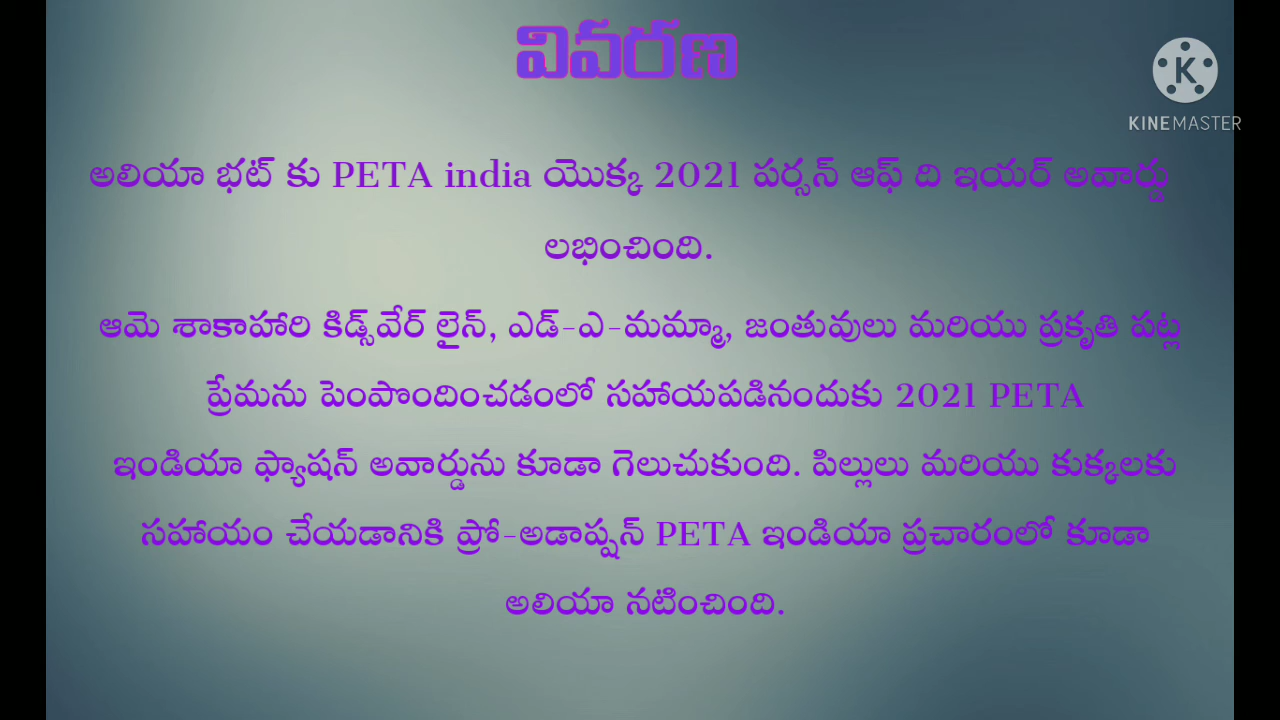 వివరణ
KINEMASTER
అలియా భట్ కు PETA india యొక్క 2021 పర్సన్ ఆఫ్ ది ఇయర్ అవార్డు
లభించింది.
ఆమె శాకాహారి కిడ్స్‌వేర్ లైన్, ఎడ్-ఎ-మమ్మా, జంతువులు మరియు ప్రకృతి పట్ల
ప్రేమను పెంపొందించడంలో సహాయపడినందుకు 2021 PETA
ఇండియా ఫ్యాషన్ అవార్డును కూడా గెలుచుకుంది. పిల్లులు మరియు కుక్కలకు
సహాయం చేయడానికి ప్రో-అడాప్షన్ PETA ఇండియా ప్రచారంలో కూడా
అలియా నటించింది.